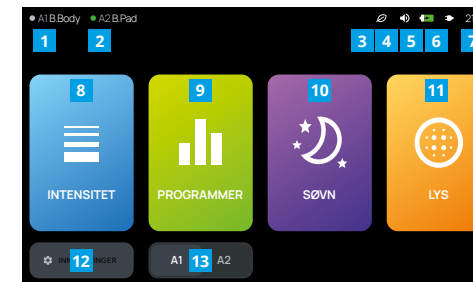 A1 B.Body A2 B.Pad 21
1 2 3 4 5 6 7
8 9 10 11
INTENSITET PROGRAMMER SØVN LYS
12 A1 13 A2